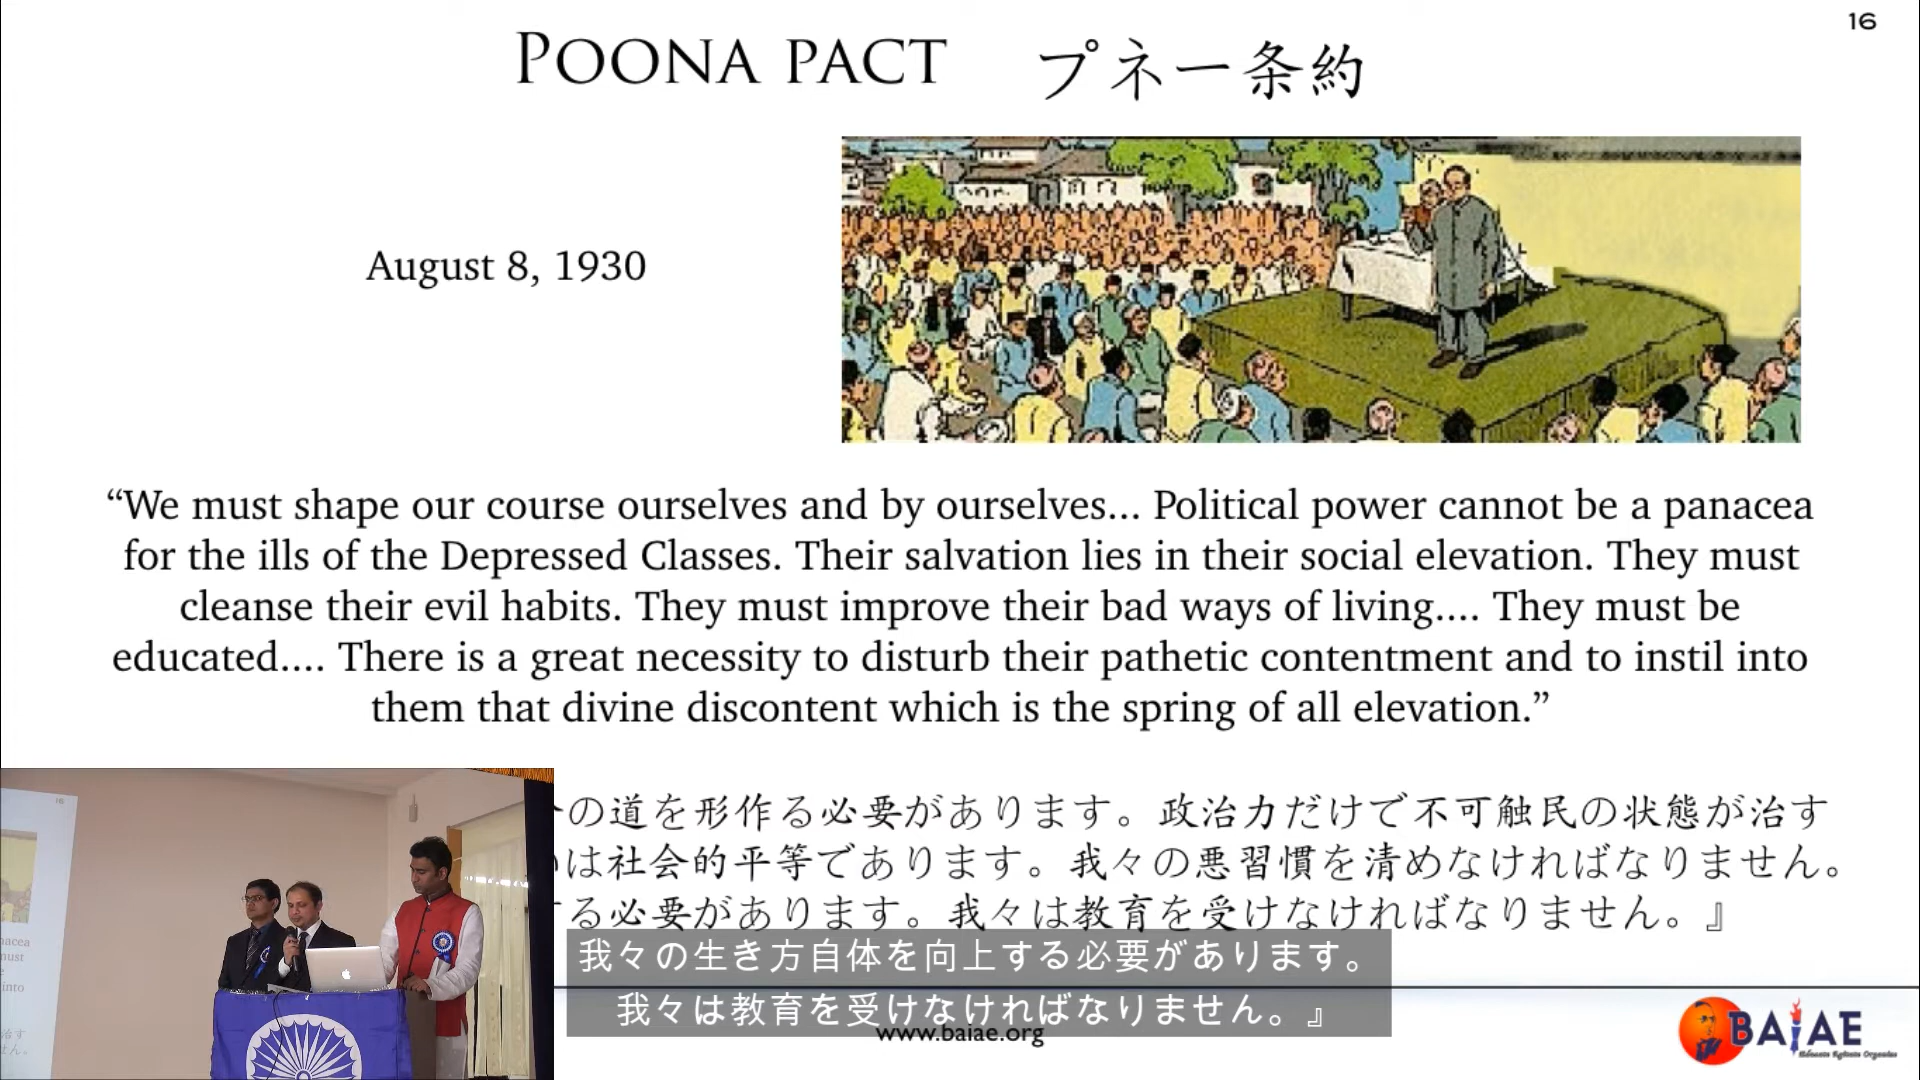 16
POONA PACT プネー条約
August 8, 1930
“We must shape our course ourselves and by ourselves... Political power cannot be a panacea
for the ills of the Depressed Classes. Their salvation lies in their social elevation. They must
cleanse their evil habits. They must improve their bad ways of living.... They must be
educated.... There is a great necessity to disturb their pathetic contentment and to instil into
them that divine discontent which is the spring of all elevation.”
の道を形作る必要があります。政治力だけで不可触民の状態が治す
は社会的平等であります。我々の悪習慣を清めなければなりません。
る必要があります。我々は教育を受けなければなりません。』
我々の生き方自体を向上する必要があります。
我々は教育を受けなければなりません。』
www.baiae.org
BAIAE
16
nacea
must
into